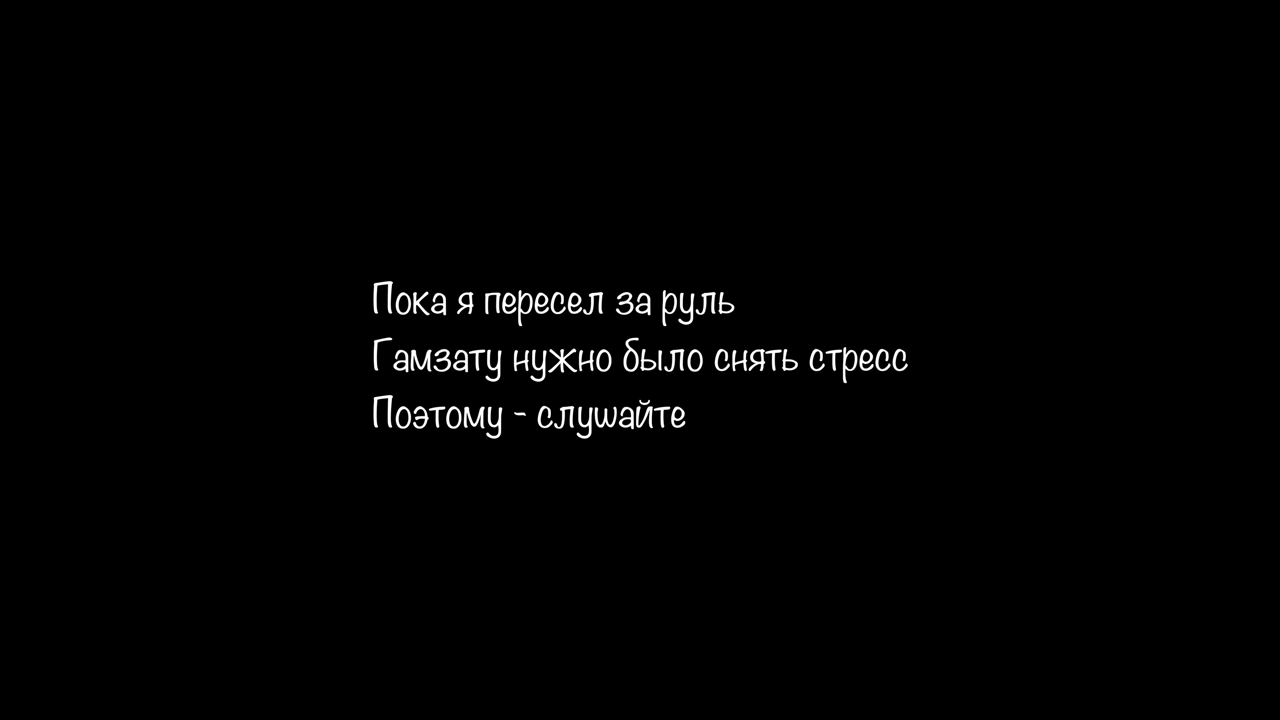 Пока я пересел за руль
Гамзату нужно было снять стресс
Поэтому - слушайте